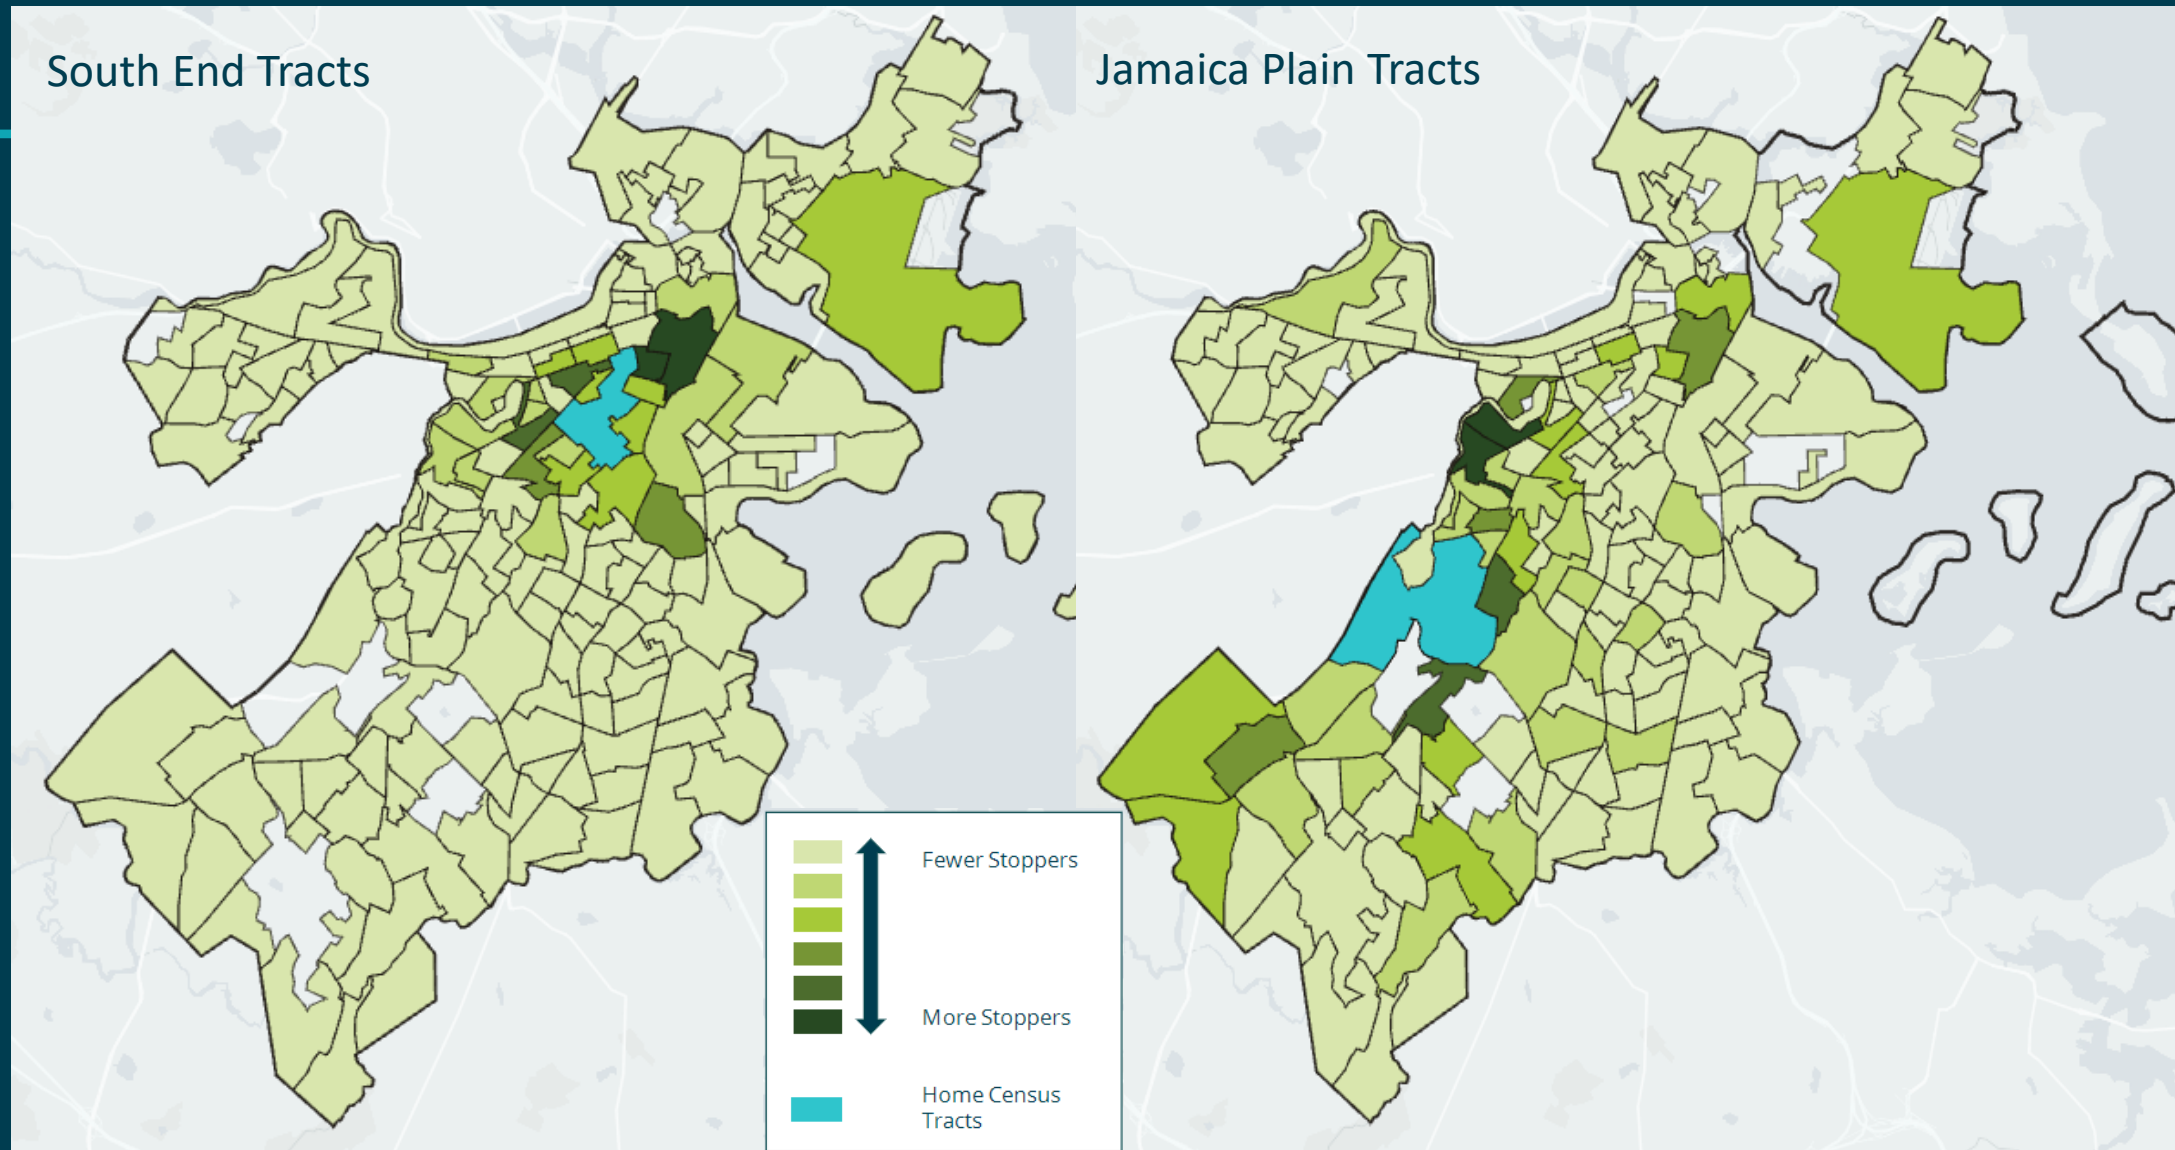 South End Tracts
Jamaica Plain Tracts
Fewer Stoppers
More Stoppers
Home Census
Tracts